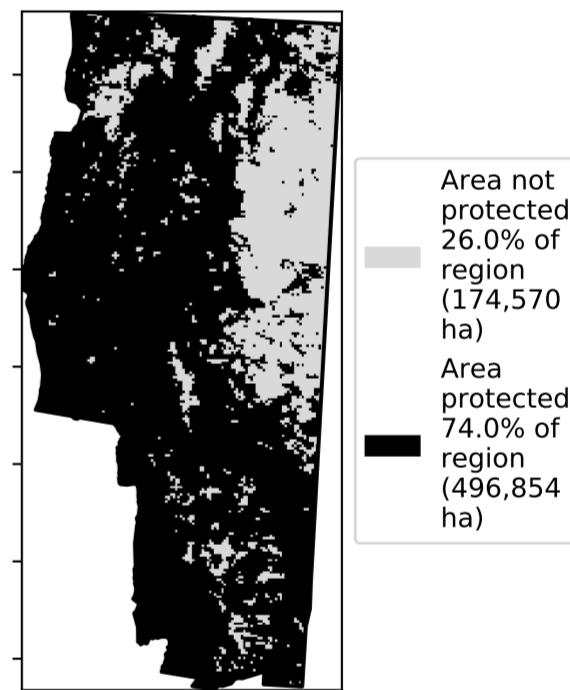 Area not
protected
26.0% of
region
(174,570
ha)
Area
protected
74.0% of
region
(496,854
ha)